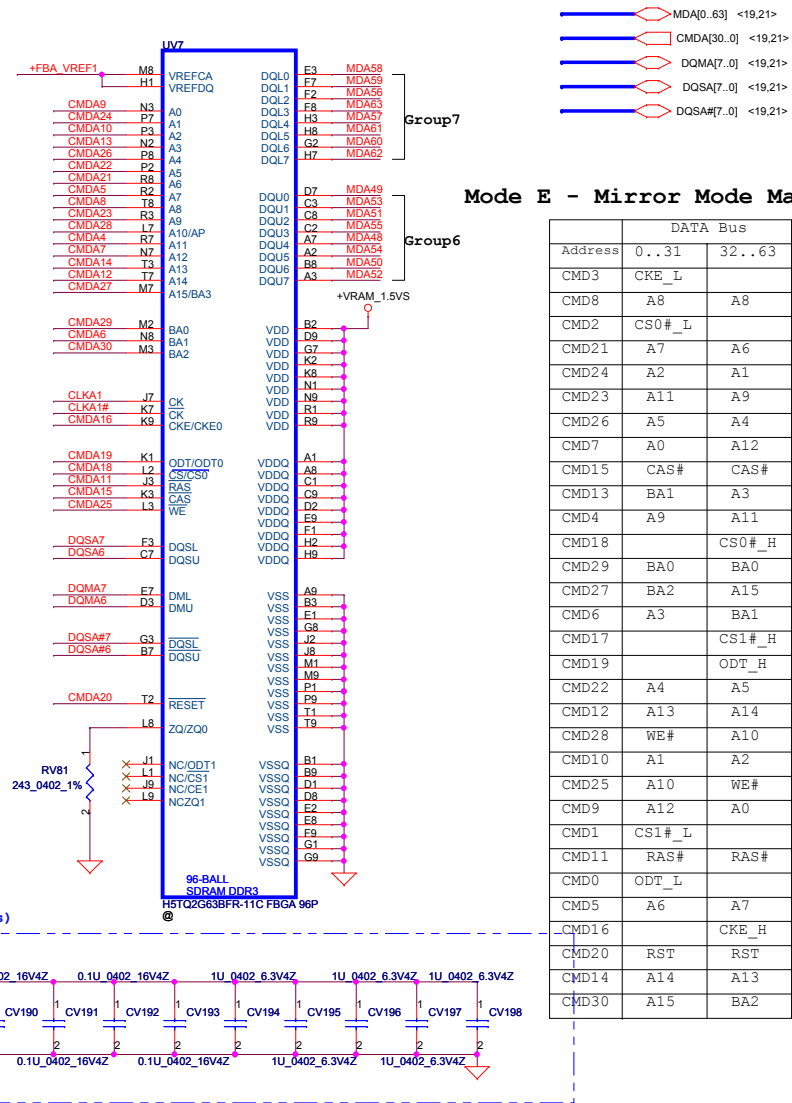 MDA[0..63] <19,21>
CMDA[30..0] <19,21>
DQMA[7..0] <19,21>
DQSA[7..0] <19,21>
DQSA#[7..0] <19,21>
UV7
+FBA_VREF1 M8 VREFCA DQL0 E3 MDA58
H1 VREFDQ DQL1 F7 MDA59
DQL2 F2 MDA56
CMDA9 N3 A0 DQL3 F8 MDA63
CMDA24 P7 A1 DQL4 H3 MDA57
CMDA10 P3 A2 DQL5 H8 MDA61
CMDA13 N2 A3 DQL6 G2 MDA60
CMDA26 P8 A4 DQL7 H7 MDA62
Group7
CMDA22 P2 A5
CMDA21 R8 A6
CMDA5 R2 A7 DQU0 D7 MDA49
CMDA8 T8 A8 DQU1 C3 MDA53
CMDA23 R3 A9 DQU2 C8 MDA51
CMDA28 L7 A10/AP DQU3 C2 MDA55
CMDA4 R7 A11 DQU4 A7 MDA48
CMDA7 N7 A12 DQU5 A2 MDA54
CMDA14 T3 A13 DQU6 B8 MDA50
CMDA12 T7 A14 DQU7 A3 MDA52
CMDA27 M7 A15/BA3
Group6
+VRAM_1.5VS
CMDA29 M2 BA0 VDD B2
CMDA6 N8 BA1 VDD D9
CMDA30 M3 BA2 VDD G7
VDD K2
VDD K8
VDD N1
CLKA1 J7 CK VDD N9
CLKA1# K7 CK VDD R1
CMDA16 K9 CKE/CKE0 VDD R9
CMDA19 K1 ODT/ODT0 VDDQ A1
CMDA18 L2 CS/CS0 VDDQ A8
CMDA11 J3 RAS VDDQ C1
CMDA15 K3 CAS VDDQ C9
CMDA25 L3 WE VDDQ D2
VDDQ E9
VDDQ F1
DQSA7 F3 DQSL VDDQ H2
DQSA6 C7 DQSU VDDQ H9
DQMA7 E7 DML VSS A9
DQMA6 D3 DMU VSS B3
VSS E1
VSS G8
DQSA#7 G3 DQSL VSS J2
DQSA#6 B7 DQSU VSS J8
VSS M1
VSS M9
VSS P1
CMDA20 T2 RESET VSS P9
VSS T1
L8 ZQ/ZQ0 VSS T9
1
RV81
243_0402_1%
2
J1 NC/ODT1 VSSQ B1
L1 NC/CS1 VSSQ B9
J9 NC/CE1 VSSQ D1
L9 NCZQ1 VSSQ D8
VSSQ E2
VSSQ E8
VSSQ F9
VSSQ G1
VSSQ G9
96-BALL
SDRAM DDR3
H5TQ2G63BFR-11C FBGA 96P
@
Mode E - Mirror Mode Ma
DATA Bus
Address 0..31 32..63
CMD3 CKE_L
CMD8 A8 A8
CMD2 CS0#_L
CMD21 A7 A6
CMD24 A2 A1
CMD23 A11 A9
CMD26 A5 A4
CMD7 A0 A12
CMD15 CAS# CAS#
CMD13 BA1 A3
CMD4 A9 A11
CMD18 CS0#_H
CMD29 BA0 BA0
CMD27 BA2 A15
CMD6 A3 BA1
CMD17 CS1#_H
CMD19 ODT_H
CMD22 A4 A5
CMD12 A13 A14
CMD28 WE# A10
CMD10 A1 A2
CMD25 A10 WE#
CMD9 A12 A0
CMD1 CS1#_L
CMD11 RAS# RAS#
CMD0 ODT_L
CMD5 A6 A7
CMD16 CKE_H
CMD20 RST RST
CMD14 A14 A13
CMD30 A15 BA2
s)
02_16V4Z 0.1U_0402_16V4Z 1U_0402_6.3V4Z 1U_0402_6.3V4Z 1U_0402_6.3V4Z
1 1 1 1 1 1 1 1
CV190 CV191 CV192 CV193 CV194 CV195 CV196 CV197 CV198
2 2 2 2 2 2 2 2
0.1U_0402_16V4Z 0.1U_0402_16V4Z 1U_0402_6.3V4Z 1U_0402_6.3V4Z